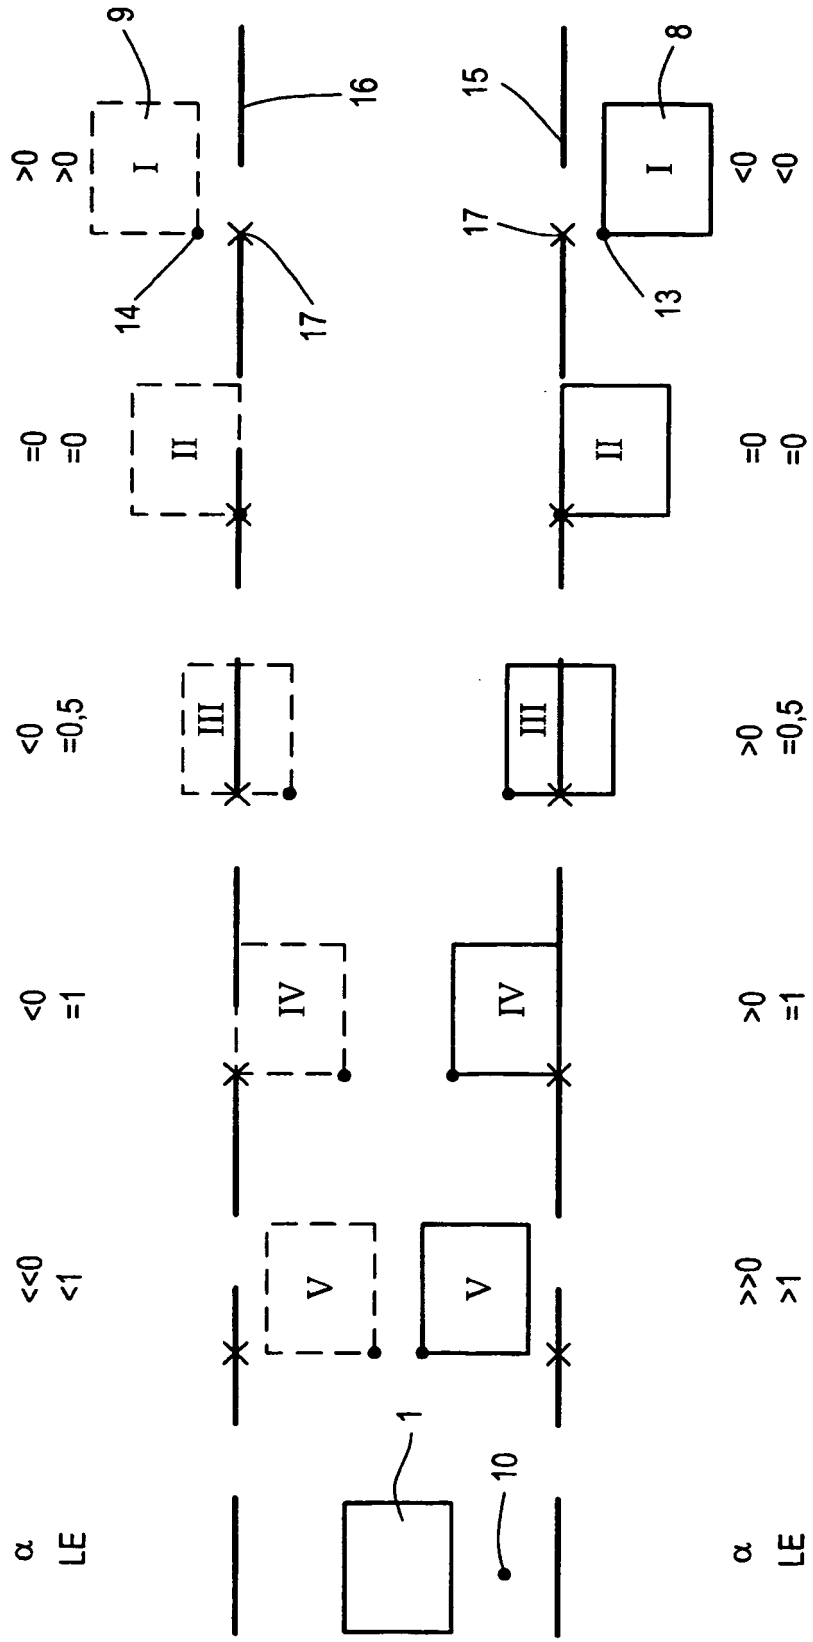 α <<0 <0 <0 =0 >0
LE <1 =1 =0,5 =0 >0
9
14
I
II
III
IV
17
V
16
1
17
15
V
10
IV
III
II
I
13
8
α >>0 >0 >0 =0 <0
LE >1 =1 =0,5 =0 <0